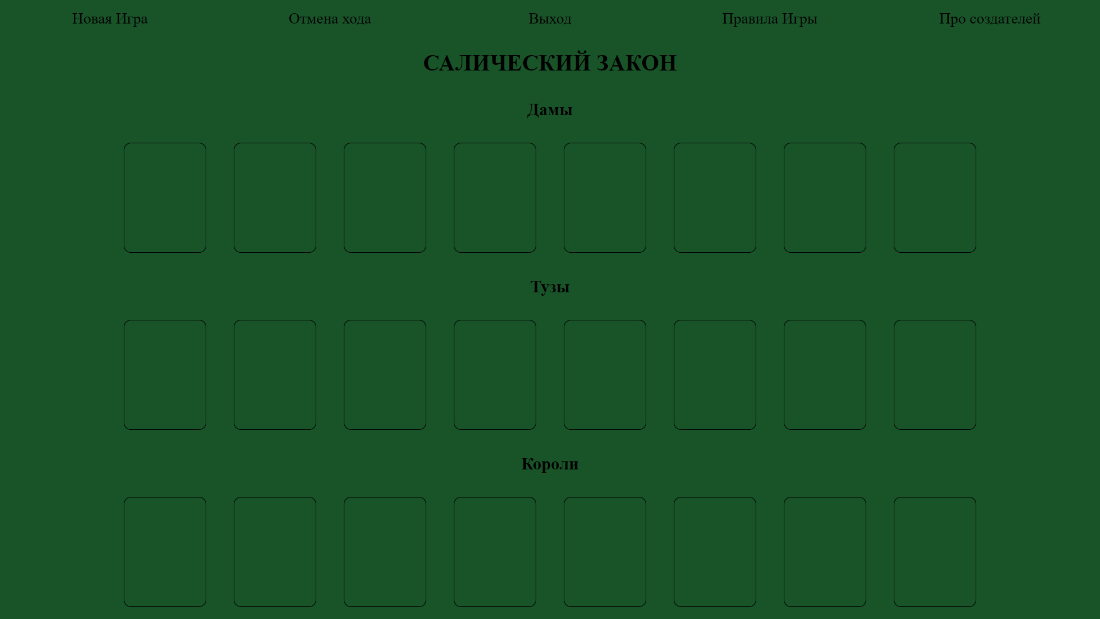 Новая Игра Отмена хода Выход Правила Игры Про создателей
САЛИЧЕСКИЙ ЗАКОН
Дамы
Тузы
Короли